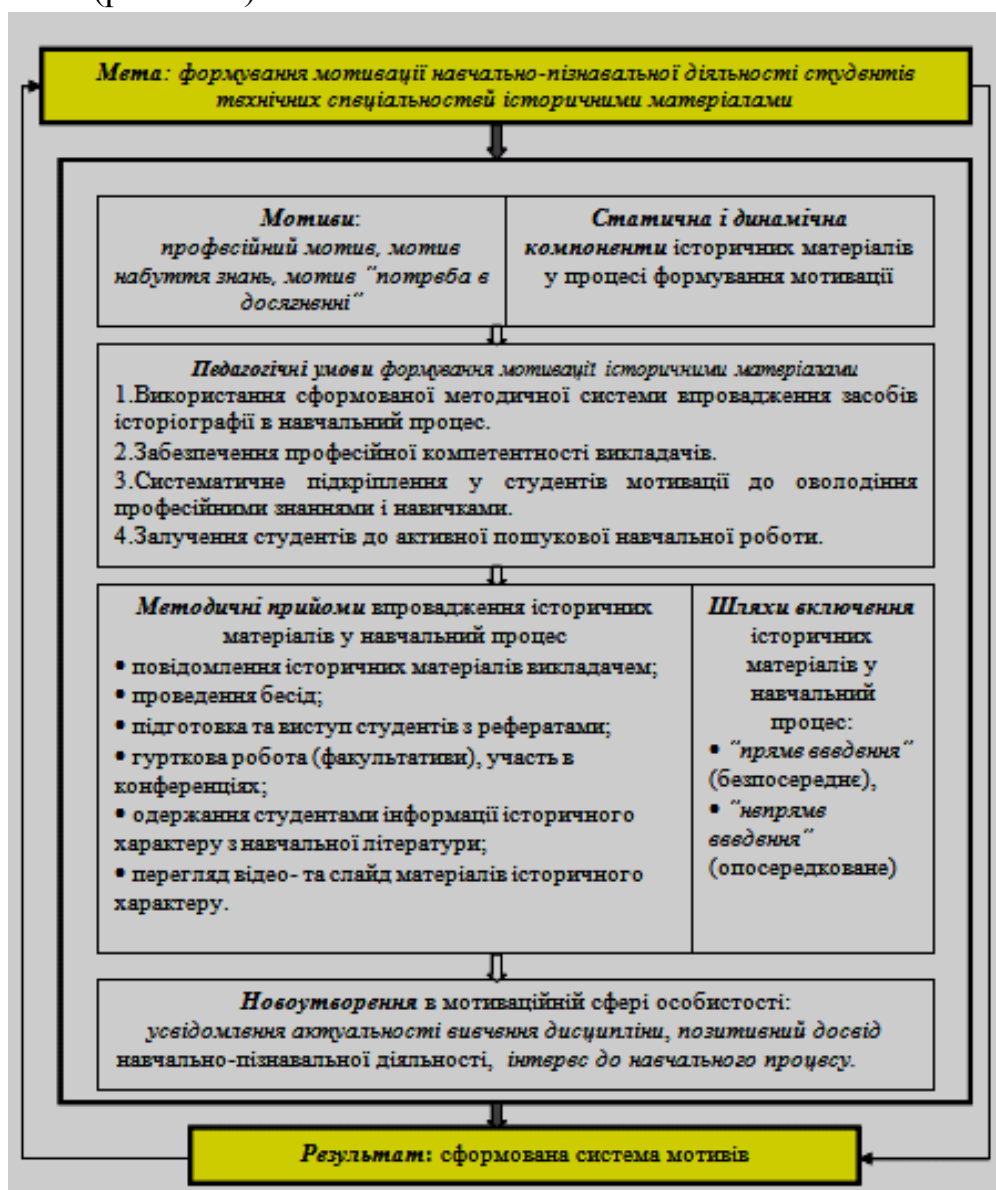 Мета: формування мотивації навчально-пізнавальної діяльності студентів
технічних спеціальностей історичними матеріалами
Мотиви:
професійний мотив, мотив
набуття знань, мотив "потреба в
досягненні"
Статична і динамічна
компоненти історичних матеріалів
у процесі формування мотивації
Педагогічні умови формування мотивації історичними матеріалами
1.Використання сформованої методичної системи впровадження засобів
історіографії в навчальний процес.
2.Забезпечення професійної компетентності викладачів.
3.Систематичне підкріплення у студентів мотивації до оволодіння
професійними знаннями і навичками.
4.Залучення студентів до активної пошукової навчальної роботи.
Методичні прийоми впровадження історичних
матеріалів у навчальний процес
• повідомлення історичних матеріалів викладачем;
• проведення бесід;
• підготовка та виступ студентів з рефератами;
• гурткова робота (факультативи), участь в
конференціях;
• одержання студентами інформації історичного
характеру з навчальної літератури;
• перегляд відео- та слайд матеріалів історичного
характеру.
Шляхи включення
історичних
матеріалів у
навчальний
процес:
• "пряме введення"
(безпосереднє),
• "непряме
введення"
(опосередковане)
Новоутворення в мотиваційній сфері особистості:
усвідомлення актуальності вивчення дисципліни, позитивний досвід
навчально-пізнавальної діяльності, інтерес до навчального процесу.
Результат: сформована система мотивів